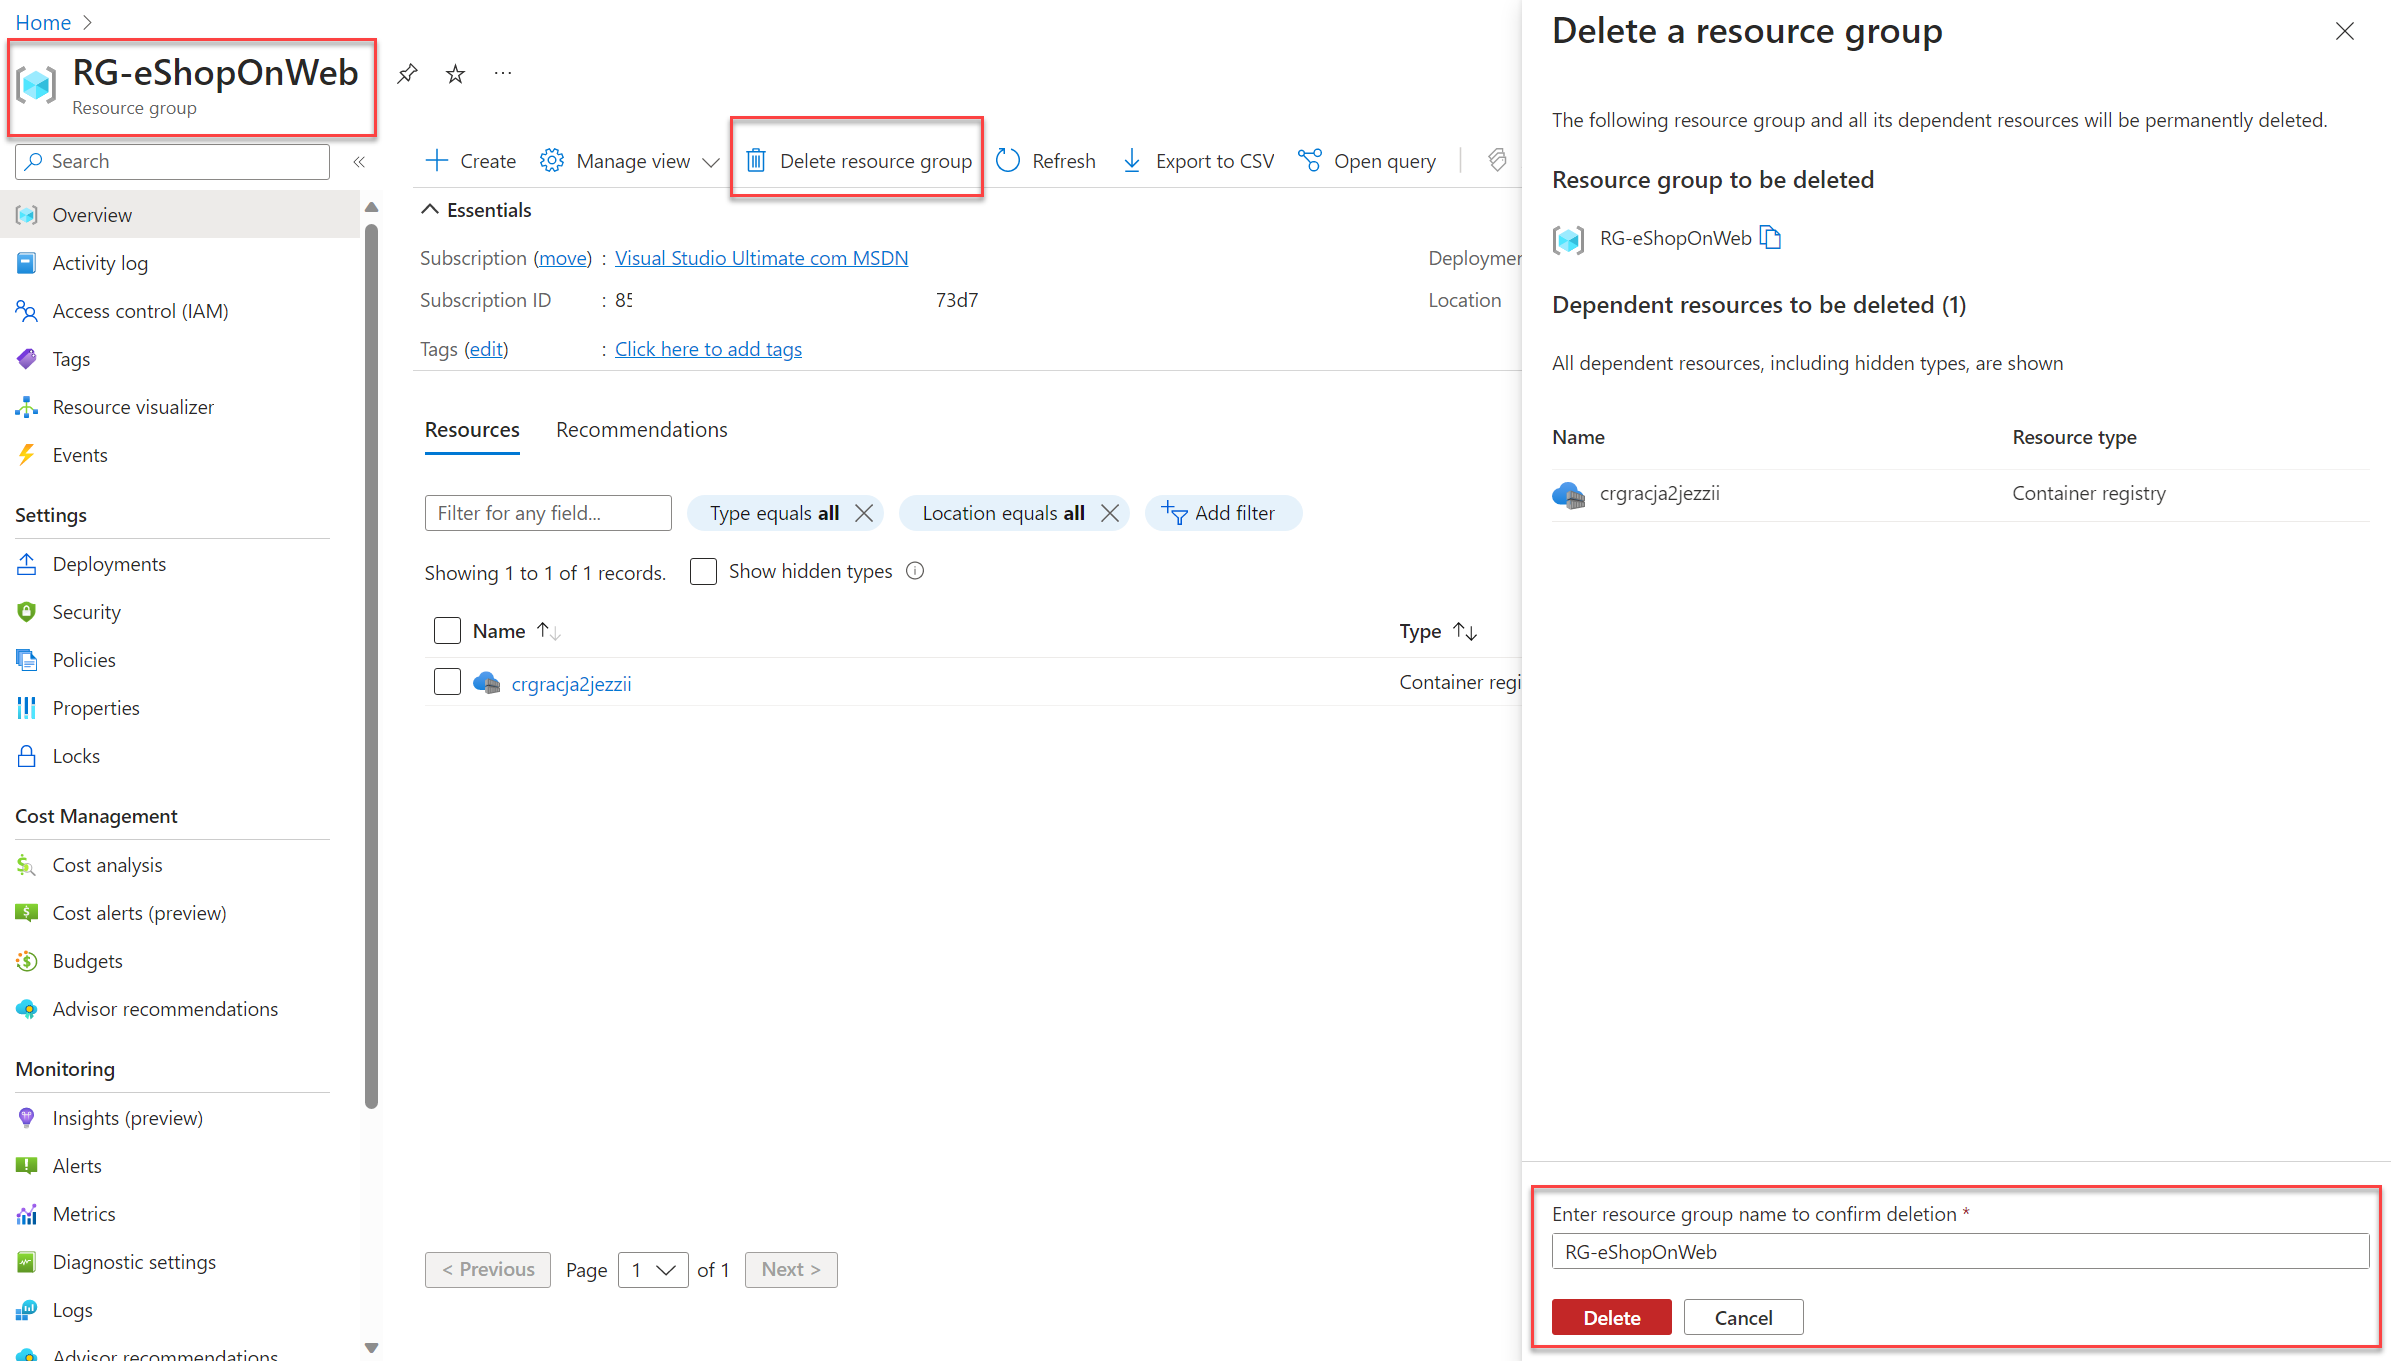 Home
RG-eShopOnWeb
Resource group
Search
Overview
Activity log
Access control (IAM)
Tags
Resource visualizer
Events
Settings
Deployments
Security
Policies
Properties
Locks
Cost Management
Cost analysis
Cost alerts (preview)
Budgets
Advisor recommendations
Monitoring
Insights (preview)
Alerts
Metrics
Diagnostic settings
Logs
Advisor recommendations
Create Manage view Delete resource group Refresh Export to CSV Open query
Essentials
Subscription (move) : Visual Studio Ultimate com MSDN
Subscription ID : 85 73d7
Location
Tags (edit) : Click here to add tags
Resources Recommendations
Filter for any field... Type equals all Location equals all Add filter
Showing 1 to 1 of 1 records. Show hidden types
Name Type
crgracja2jezzii Container regi
< Previous Page 1 of 1 Next >
Delete a resource group
The following resource group and all its dependent resources will be permanently deleted.
Resource group to be deleted
RG-eShopOnWeb
Dependent resources to be deleted (1)
All dependent resources, including hidden types, are shown
Name Resource type
crgracja2jezzii Container registry
Enter resource group name to confirm deletion *
RG-eShopOnWeb
Delete Cancel